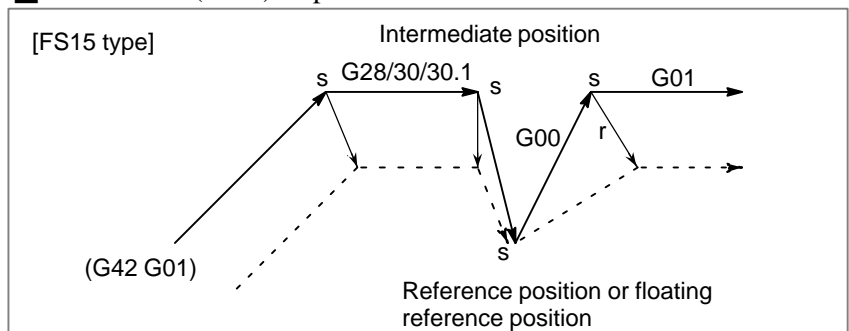 [FS15 type]
Intermediate position
s
G28/30/30.1
s
s
G01
G00
r
(G42 G01)
s
Reference position or floating
reference position